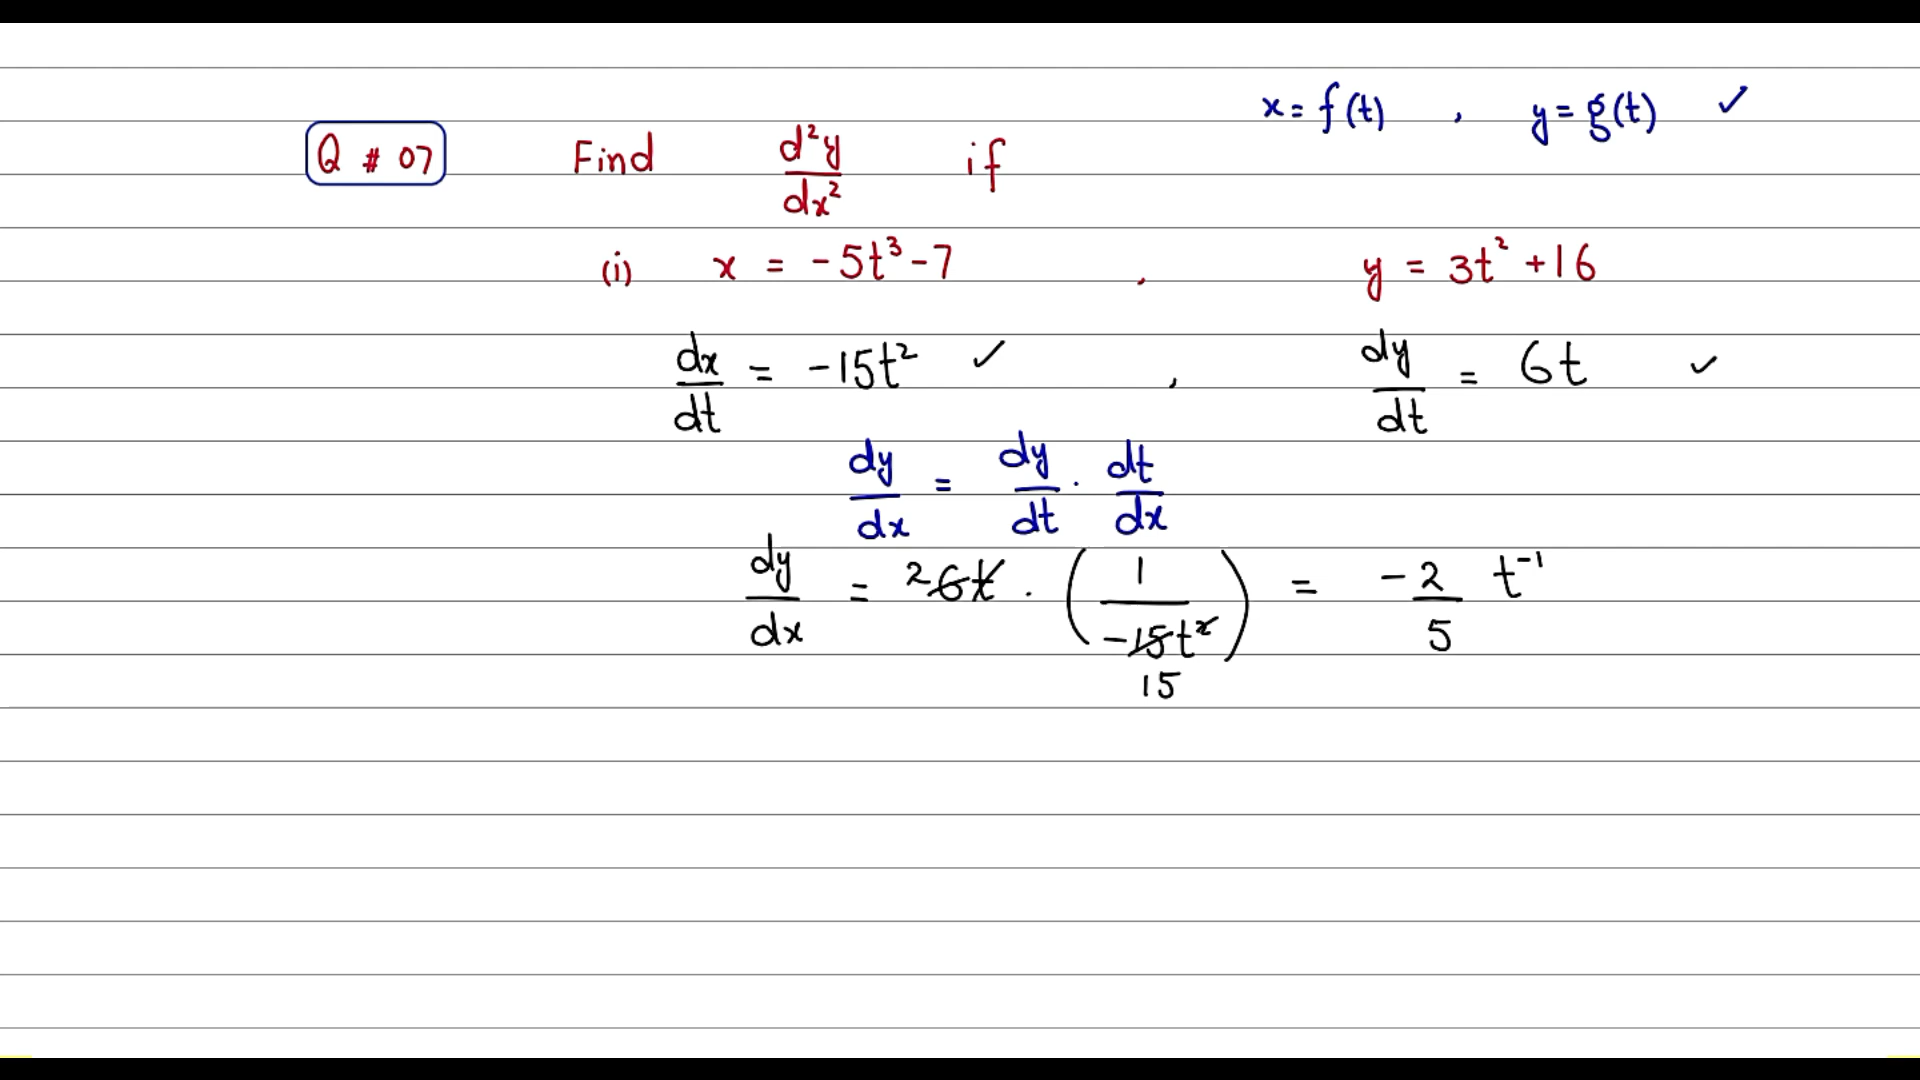 x = f(t) , y = g(t) ✓
Q # 07 Find d²y/dx² if
(i) x = -5t³ - 7 , y = 3t² + 16
dx/dt = -15t² ✓ , dy/dt = 6t ✓
dy/dx = dy/dt · dt/dx
dy/dx = ² 6t · (1/-15t²) = -2/5 t⁻¹
15